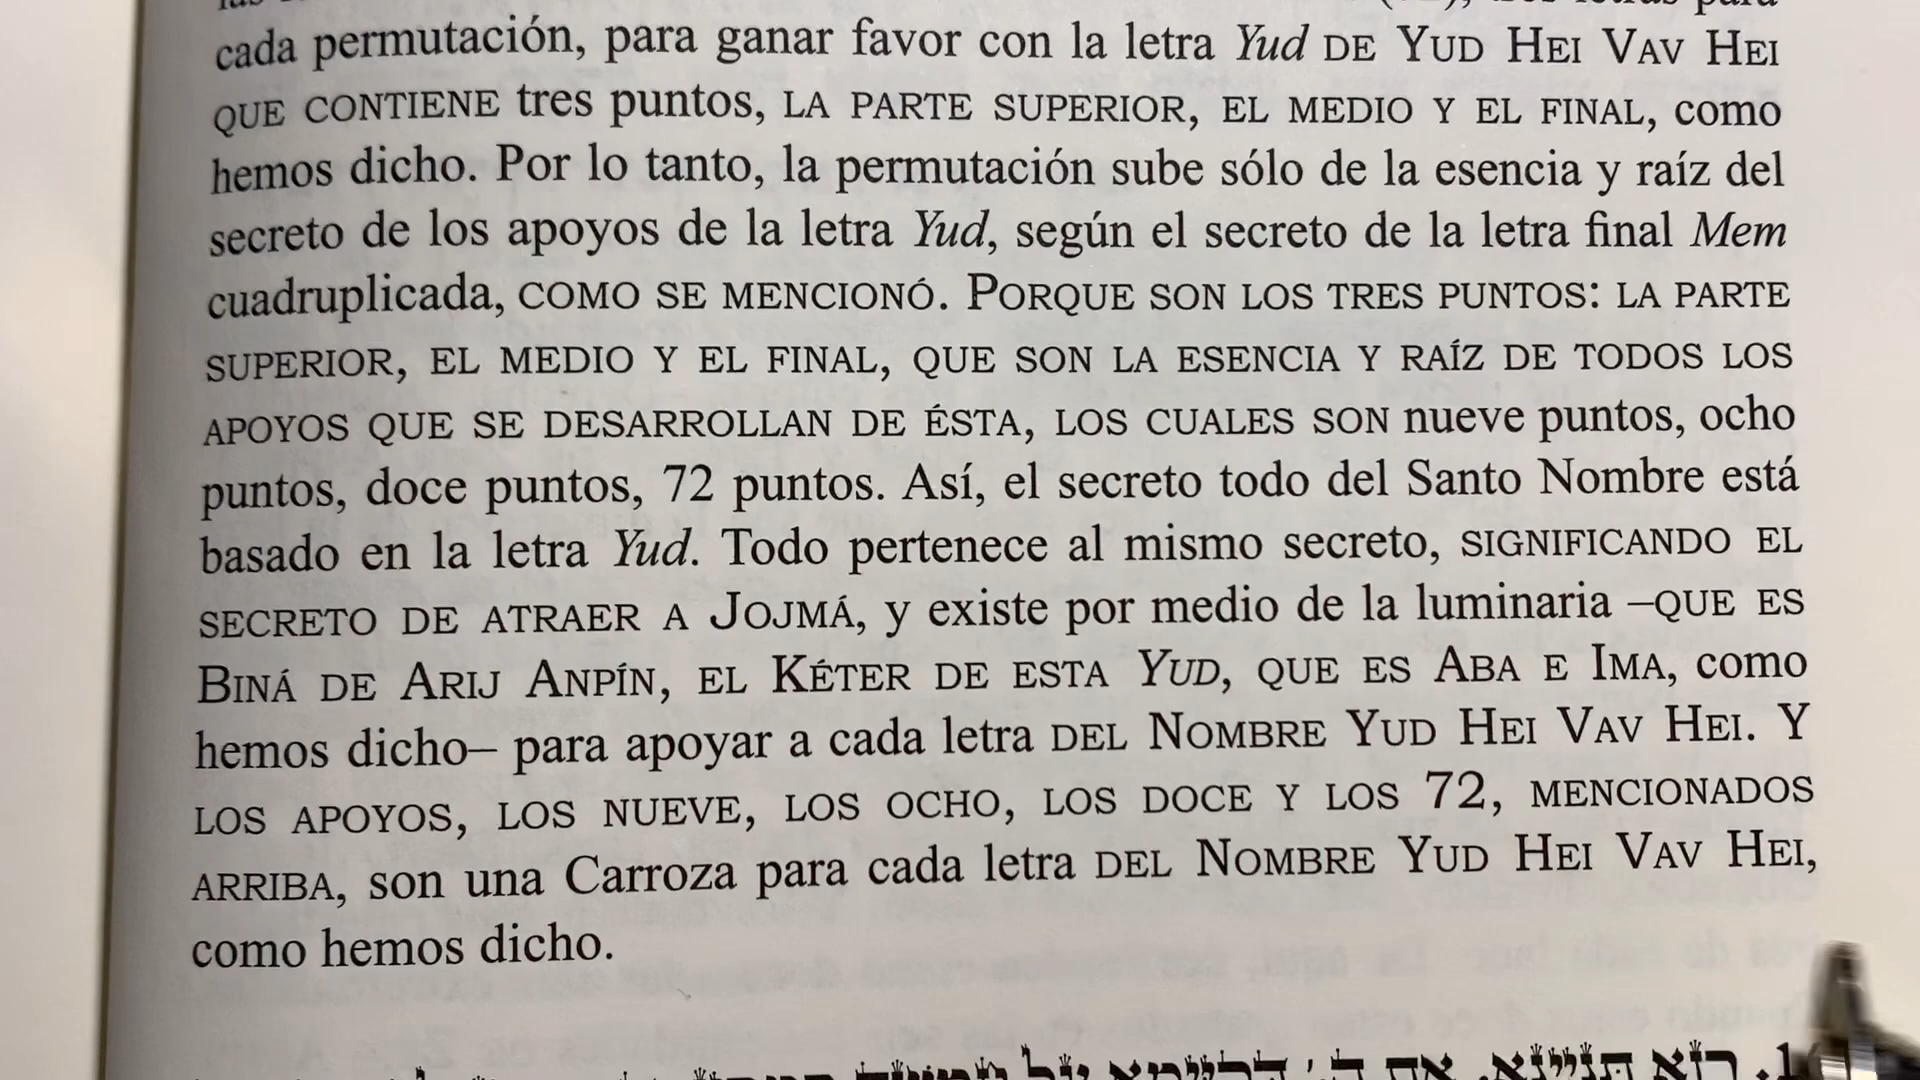 cada permutación, para ganar favor con la letra Yud DE YUD HEI VAV HEI
QUE CONTIENE tres puntos, LA PARTE SUPERIOR, EL MEDIO Y EL FINAL, como
hemos dicho. Por lo tanto, la permutación sube sólo de la esencia y raíz del
secreto de los apoyos de la letra Yud, según el secreto de la letra final Mem
cuadruplicada, COMO SE MENCIONÓ. PORQUE SON LOS TRES PUNTOS: LA PARTE
SUPERIOR, EL MEDIO Y EL FINAL, QUE SON LA ESENCIA Y RAÍZ DE TODOS LOS
APOYOS QUE SE DESARROLLAN DE ÉSTA, LOS CUALES SON nueve puntos, ocho
puntos, doce puntos, 72 puntos. Así, el secreto todo del Santo Nombre está
basado en la letra Yud. Todo pertenece al mismo secreto, SIGNIFICANDO EL
SECRETO DE ATRAER A JOJMÁ, y existe por medio de la luminaria –QUE ES
BINÁ DE ARIJ ANPÍN, EL KÉTER DE ESTA YUD, QUE ES ABA E IMA, como
hemos dicho– para apoyar a cada letra DEL NOMBRE YUD HEI VAV HEI. Y
LOS APOYOS, LOS NUEVE, LOS OCHO, LOS DOCE Y LOS 72, MENCIONADOS
ARRIBA, son una Carroza para cada letra DEL NOMBRE YUD HEI VAV HEI,
como hemos dicho.